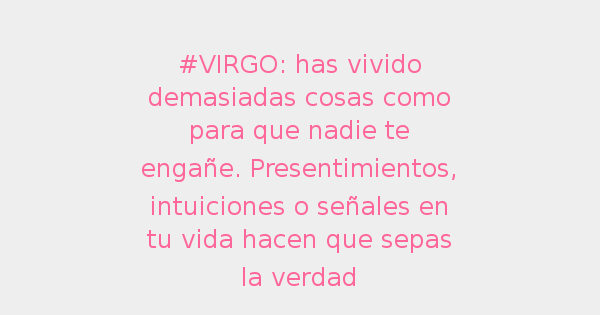 #VIRGO: has vivido
demasiadas cosas como
para que nadie te
engañe. Presentimientos,
intuiciones o señales en
tu vida hacen que sepas
la verdad